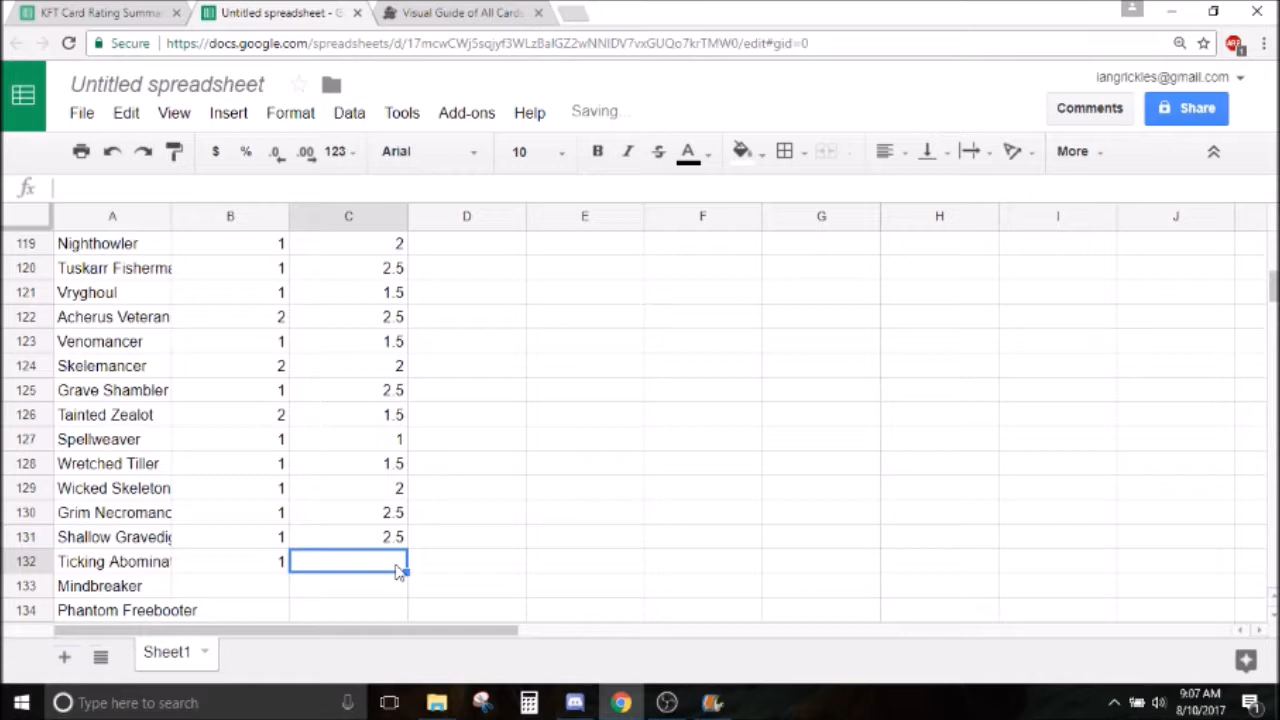 KFT Card Rating Summa
Untitled spreadsheet - G
Visual Guide of All Cards
Secure
https://docs.google.com/spreadsheets/d/17mcwCWj5sqjyf3WLzBalGZ2wNNIDV7vxGUQo7krTMW0/edit#gid=0
Untitled spreadsheet
iangrickles@gmail.com
File Edit View Insert Format Data Tools Add-ons Help Saving...
Comments Share
$ % .0 .00 123 Arial 10 B I S A More
fx
A B C D E F G H I J
119 Nighthowler 1 2
120 Tuskarr Fisherma 1 2.5
121 Vryghoul 1 1.5
122 Acherus Veteran 2 2.5
123 Venomancer 1 1.5
124 Skelemancer 2 2
125 Grave Shambler 1 2.5
126 Tainted Zealot 2 1.5
127 Spellweaver 1 1
128 Wretched Tiller 1 1.5
129 Wicked Skeleton 1 2
130 Grim Necromanc 1 2.5
131 Shallow Gravedig 1 2.5
132 Ticking Abominat 1
133 Mindbreaker
134 Phantom Freebooter
Sheet1
Type here to search
9:07 AM
8/10/2017